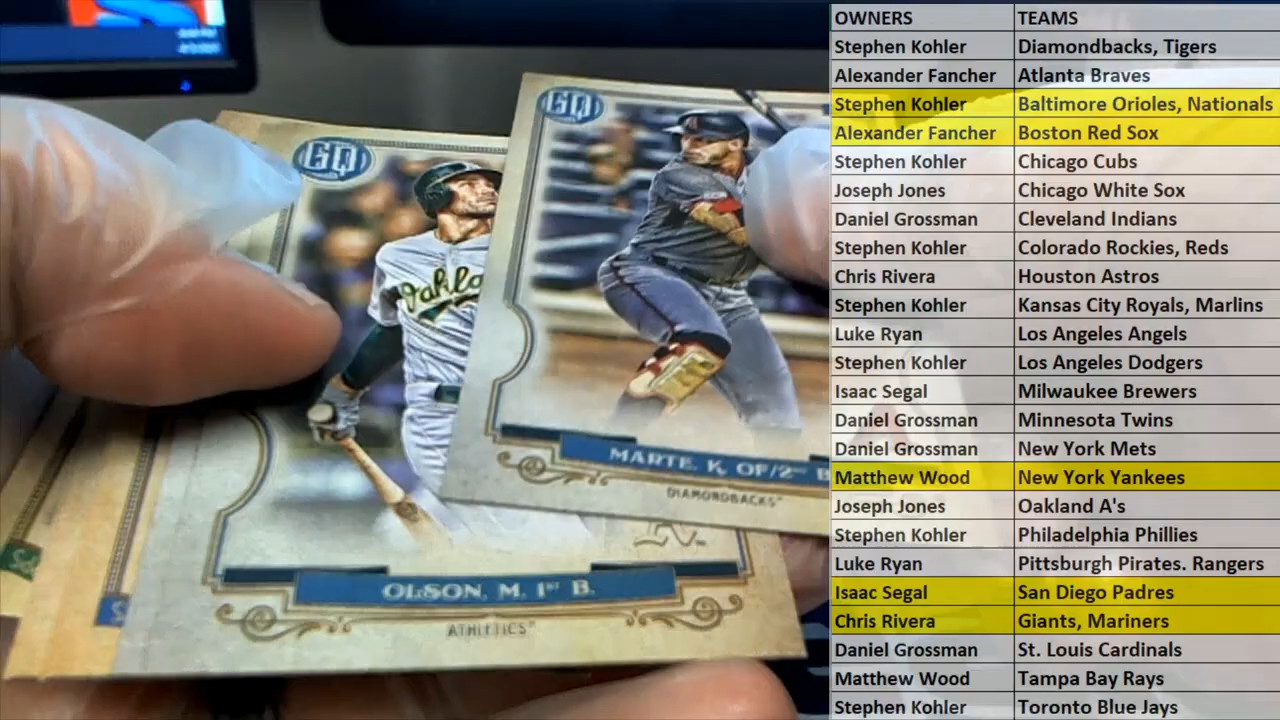 GQ
GQ
Oakla
MARTE, K. OF/2ND B
DIAMONDBACKS
OLSON, M. 1ST B.
ATHLETICS
OWNERS TEAMS
Stephen Kohler Diamondbacks, Tigers
Alexander Fancher Atlanta Braves
Stephen Kohler Baltimore Orioles, Nationals
Alexander Fancher Boston Red Sox
Stephen Kohler Chicago Cubs
Joseph Jones Chicago White Sox
Daniel Grossman Cleveland Indians
Stephen Kohler Colorado Rockies, Reds
Chris Rivera Houston Astros
Stephen Kohler Kansas City Royals, Marlins
Luke Ryan Los Angeles Angels
Stephen Kohler Los Angeles Dodgers
Isaac Segal Milwaukee Brewers
Daniel Grossman Minnesota Twins
Daniel Grossman New York Mets
Matthew Wood New York Yankees
Joseph Jones Oakland A's
Stephen Kohler Philadelphia Phillies
Luke Ryan Pittsburgh Pirates. Rangers
Isaac Segal San Diego Padres
Chris Rivera Giants, Mariners
Daniel Grossman St. Louis Cardinals
Matthew Wood Tampa Bay Rays
Stephen Kohler Toronto Blue Jays